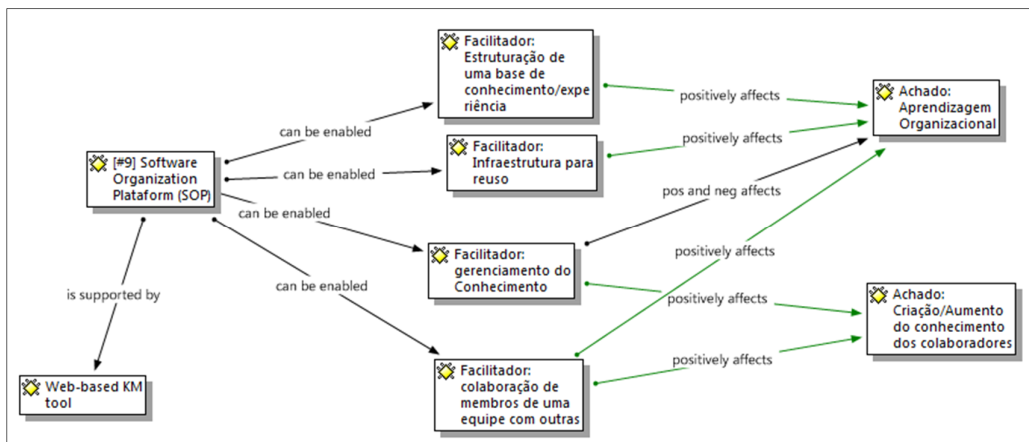 Facilitador:
Estruturação de
uma base de
conhecimento/expe
riência
positively affects
Achado:
Aprendizagem
Organizacional
can be enabled
Facilitador:
Infraestrutura para
reuso
positively affects
[#9] Software
Organization
Plataform (SOP)
can be enabled
can be enabled
pos and neg affects
Facilitador:
gerenciamento do
Conhecimento
positively affects
can be enabled
is supported by
positively affects
Achado:
Criação/Aumento
do conhecimento
dos colaboradores
positively affects
Facilitador:
colaboração de
membros de uma
equipe com outras
Web-based KM
tool